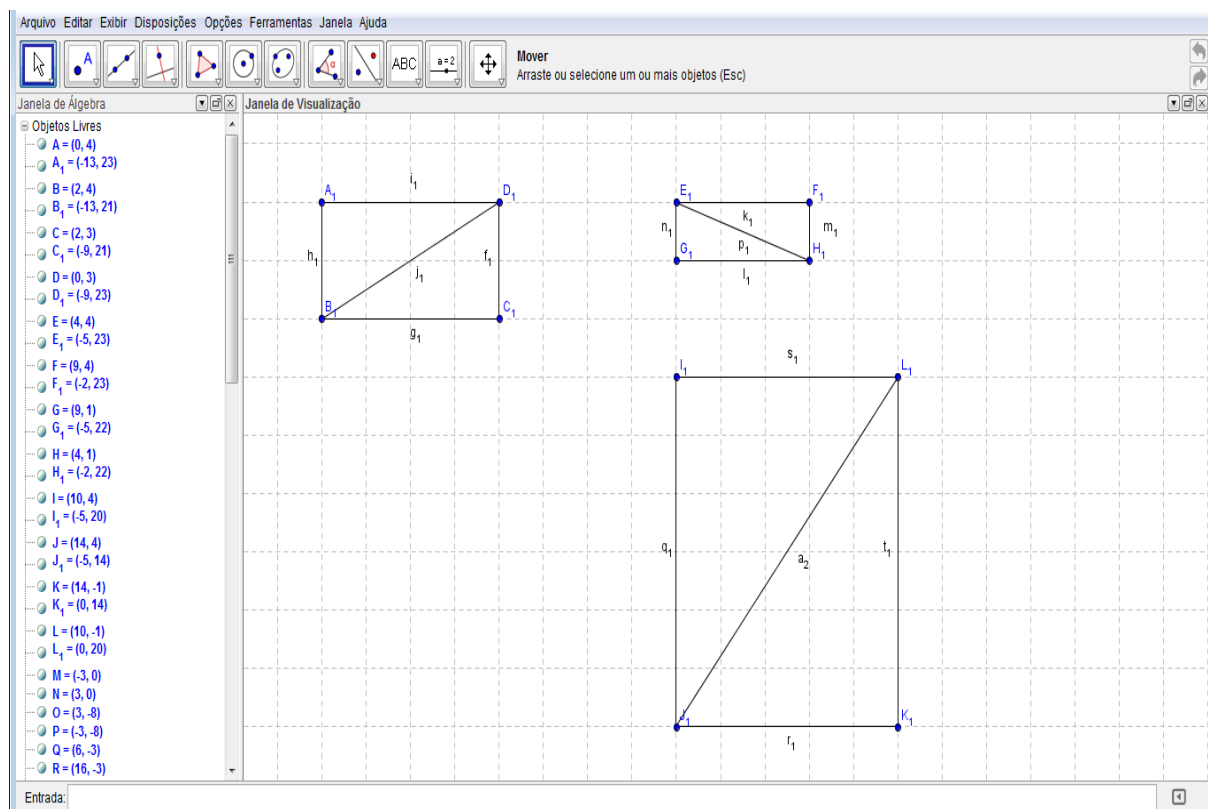 Arquivo Editar Exibir Disposições Opções Ferramentas Janela Ajuda
A
α
ABC
a = 2
Mover
Arraste ou selecione um ou mais objetos (Esc)
Janela de Álgebra
Janela de Visualização
Objetos Livres
A = (0, 4)
A₁ = (-13, 23)
B = (2, 4)
B₁ = (-13, 21)
C = (2, 3)
C₁ = (-9, 21)
D = (0, 3)
D₁ = (-9, 23)
E = (4, 4)
E₁ = (-5, 23)
F = (9, 4)
F₁ = (-2, 23)
G = (9, 1)
G₁ = (-5, 22)
H = (4, 1)
H₁ = (-2, 22)
I = (10, 4)
I₁ = (-5, 20)
J = (14, 4)
J₁ = (-5, 14)
K = (14, -1)
K₁ = (0, 14)
L = (10, -1)
L₁ = (0, 20)
M = (-3, 0)
N = (3, 0)
O = (3, -8)
P = (-3, -8)
Q = (6, -3)
R = (16, -3)
i₁
A₁ D₁
h₁ f₁
j₁
B₁ C₁
g₁
E₁ F₁
k₁
n₁ m₁
p₁
G₁ H₁
l₁
s₁
I₁ L₁
q₁ t₁
a₂
J₁ K₁
r₁
Entrada: